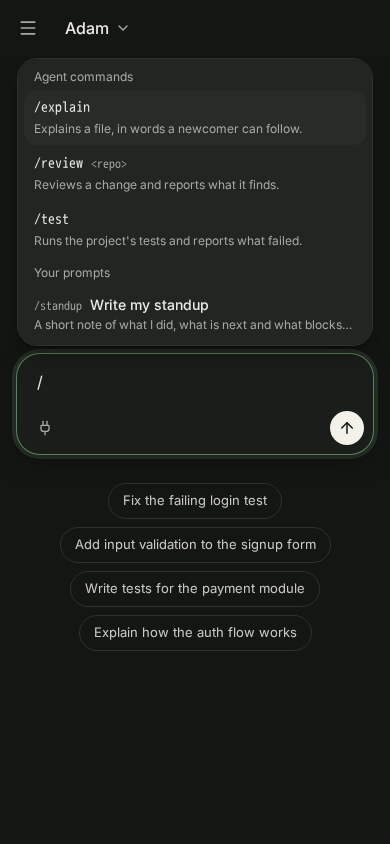 Adam
Agent commands
/explain
Explains a file, in words a newcomer can follow.
/review <repo>
Reviews a change and reports what it finds.
/test
Runs the project's tests and reports what failed.
Your prompts
/standup Write my standup
A short note of what I did, what is next and what blocks...
/
Fix the failing login test
Add input validation to the signup form
Write tests for the payment module
Explain how the auth flow works